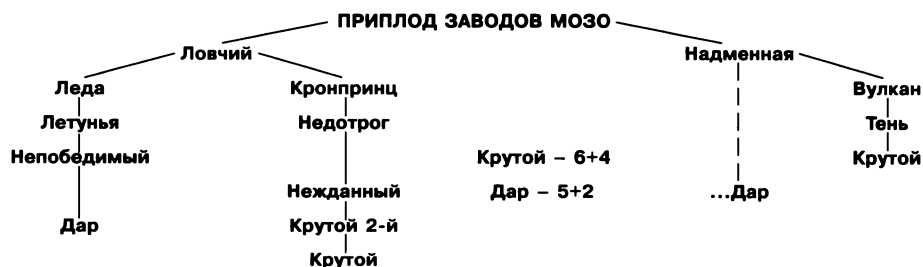 ПРИПЛОД ЗАВОДОВ МОЗО
Ловчий Надменная
Леда Кронпринц Вулкан
Летунья Недотрог Тень
Непобедимый Крутой – 6+4 Крутой
Нежданный Дар – 5+2 ...Дар
Дар Крутой 2-й
Крутой